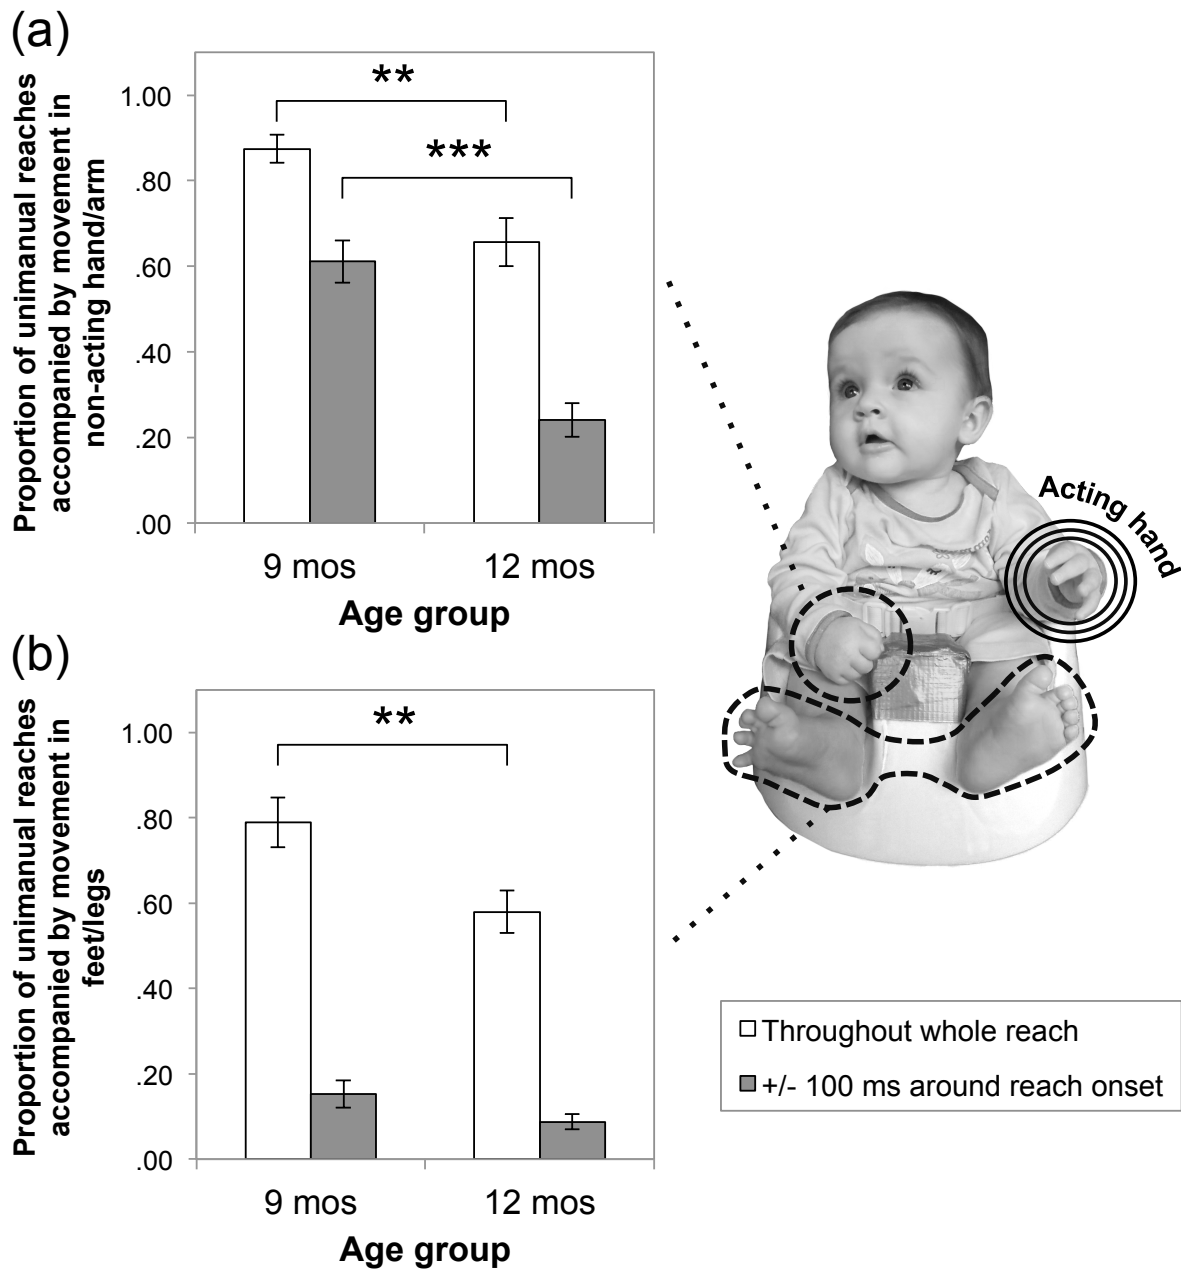 (a)
Proportion of unimanual reaches
accompanied by movement in
non-acting hand/arm
1.00
.80
.60
.40
.20
.00
**
***
9 mos
12 mos
Age group
Acting hand
(b)
Proportion of unimanual reaches
accompanied by movement in
feet/legs
1.00
.80
.60
.40
.20
.00
**
9 mos
12 mos
Age group
Throughout whole reach
+/- 100 ms around reach onset